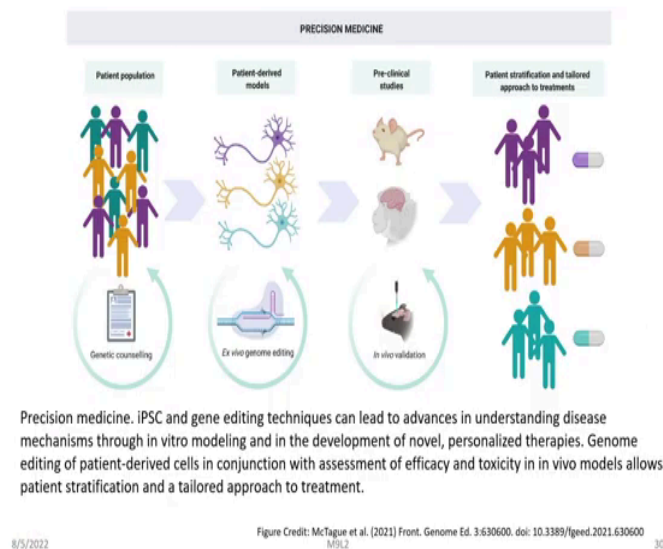 PRECISION MEDICINE
Patient population
Patient-derived
models
Pre-clinical
studies
Patient stratification and tailored
approach to treatments
Genetic counselling
Ex vivo genome editing
In vivo validation
Precision medicine. iPSC and gene editing techniques can lead to advances in understanding disease
mechanisms through in vitro modeling and in the development of novel, personalized therapies. Genome
editing of patient-derived cells in conjunction with assessment of efficacy and toxicity in in vivo models allows
patient stratification and a tailored approach to treatment.
Figure Credit: McTague et al. (2021) Front. Genome Ed. 3:630600. doi: 10.3389/fgeed.2021.630600
8/5/2022
M9L2
30